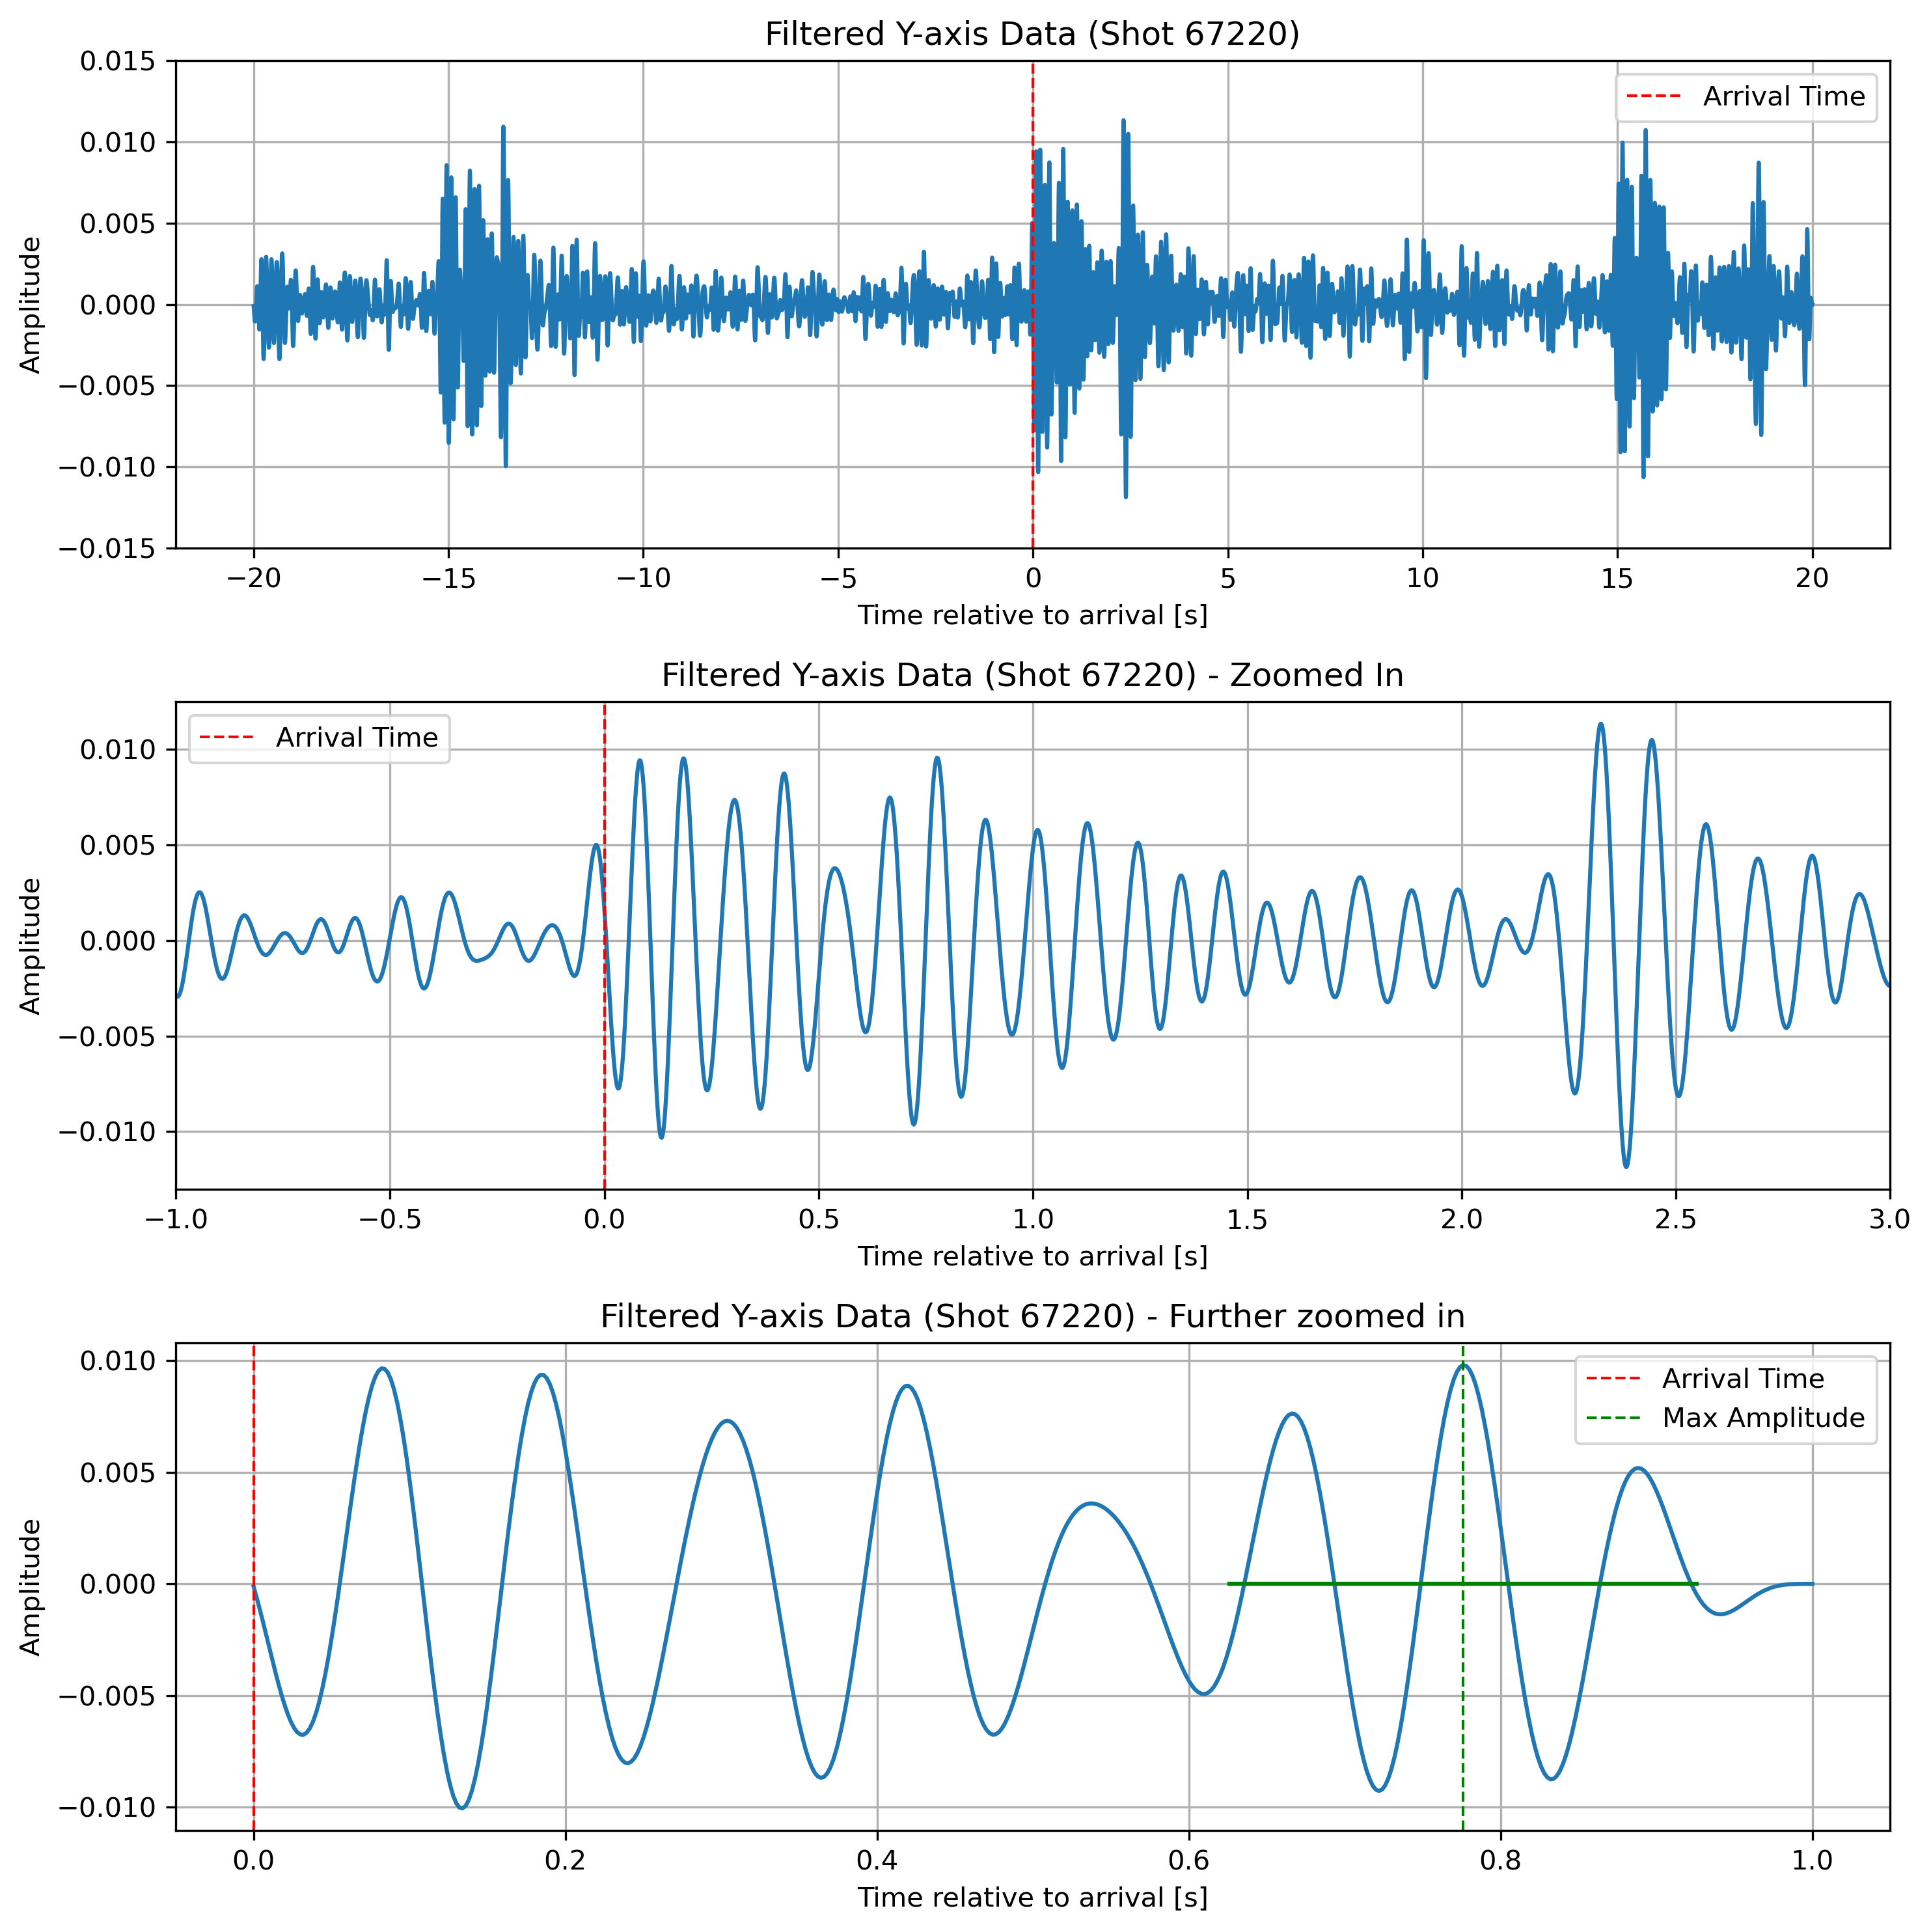 Filtered Y-axis Data (Shot 67220)
0.015
0.010
0.005
0.000
−0.005
−0.010
−0.015
Amplitude
Arrival Time
−20 −15 −10 −5 0 5 10 15 20
Time relative to arrival [s]
Filtered Y-axis Data (Shot 67220) - Zoomed In
0.010
0.005
0.000
−0.005
−0.010
Amplitude
Arrival Time
−1.0 −0.5 0.0 0.5 1.0 1.5 2.0 2.5 3.0
Time relative to arrival [s]
Filtered Y-axis Data (Shot 67220) - Further zoomed in
0.010
0.005
0.000
−0.005
−0.010
Amplitude
Arrival Time
Max Amplitude
0.0 0.2 0.4 0.6 0.8 1.0
Time relative to arrival [s]